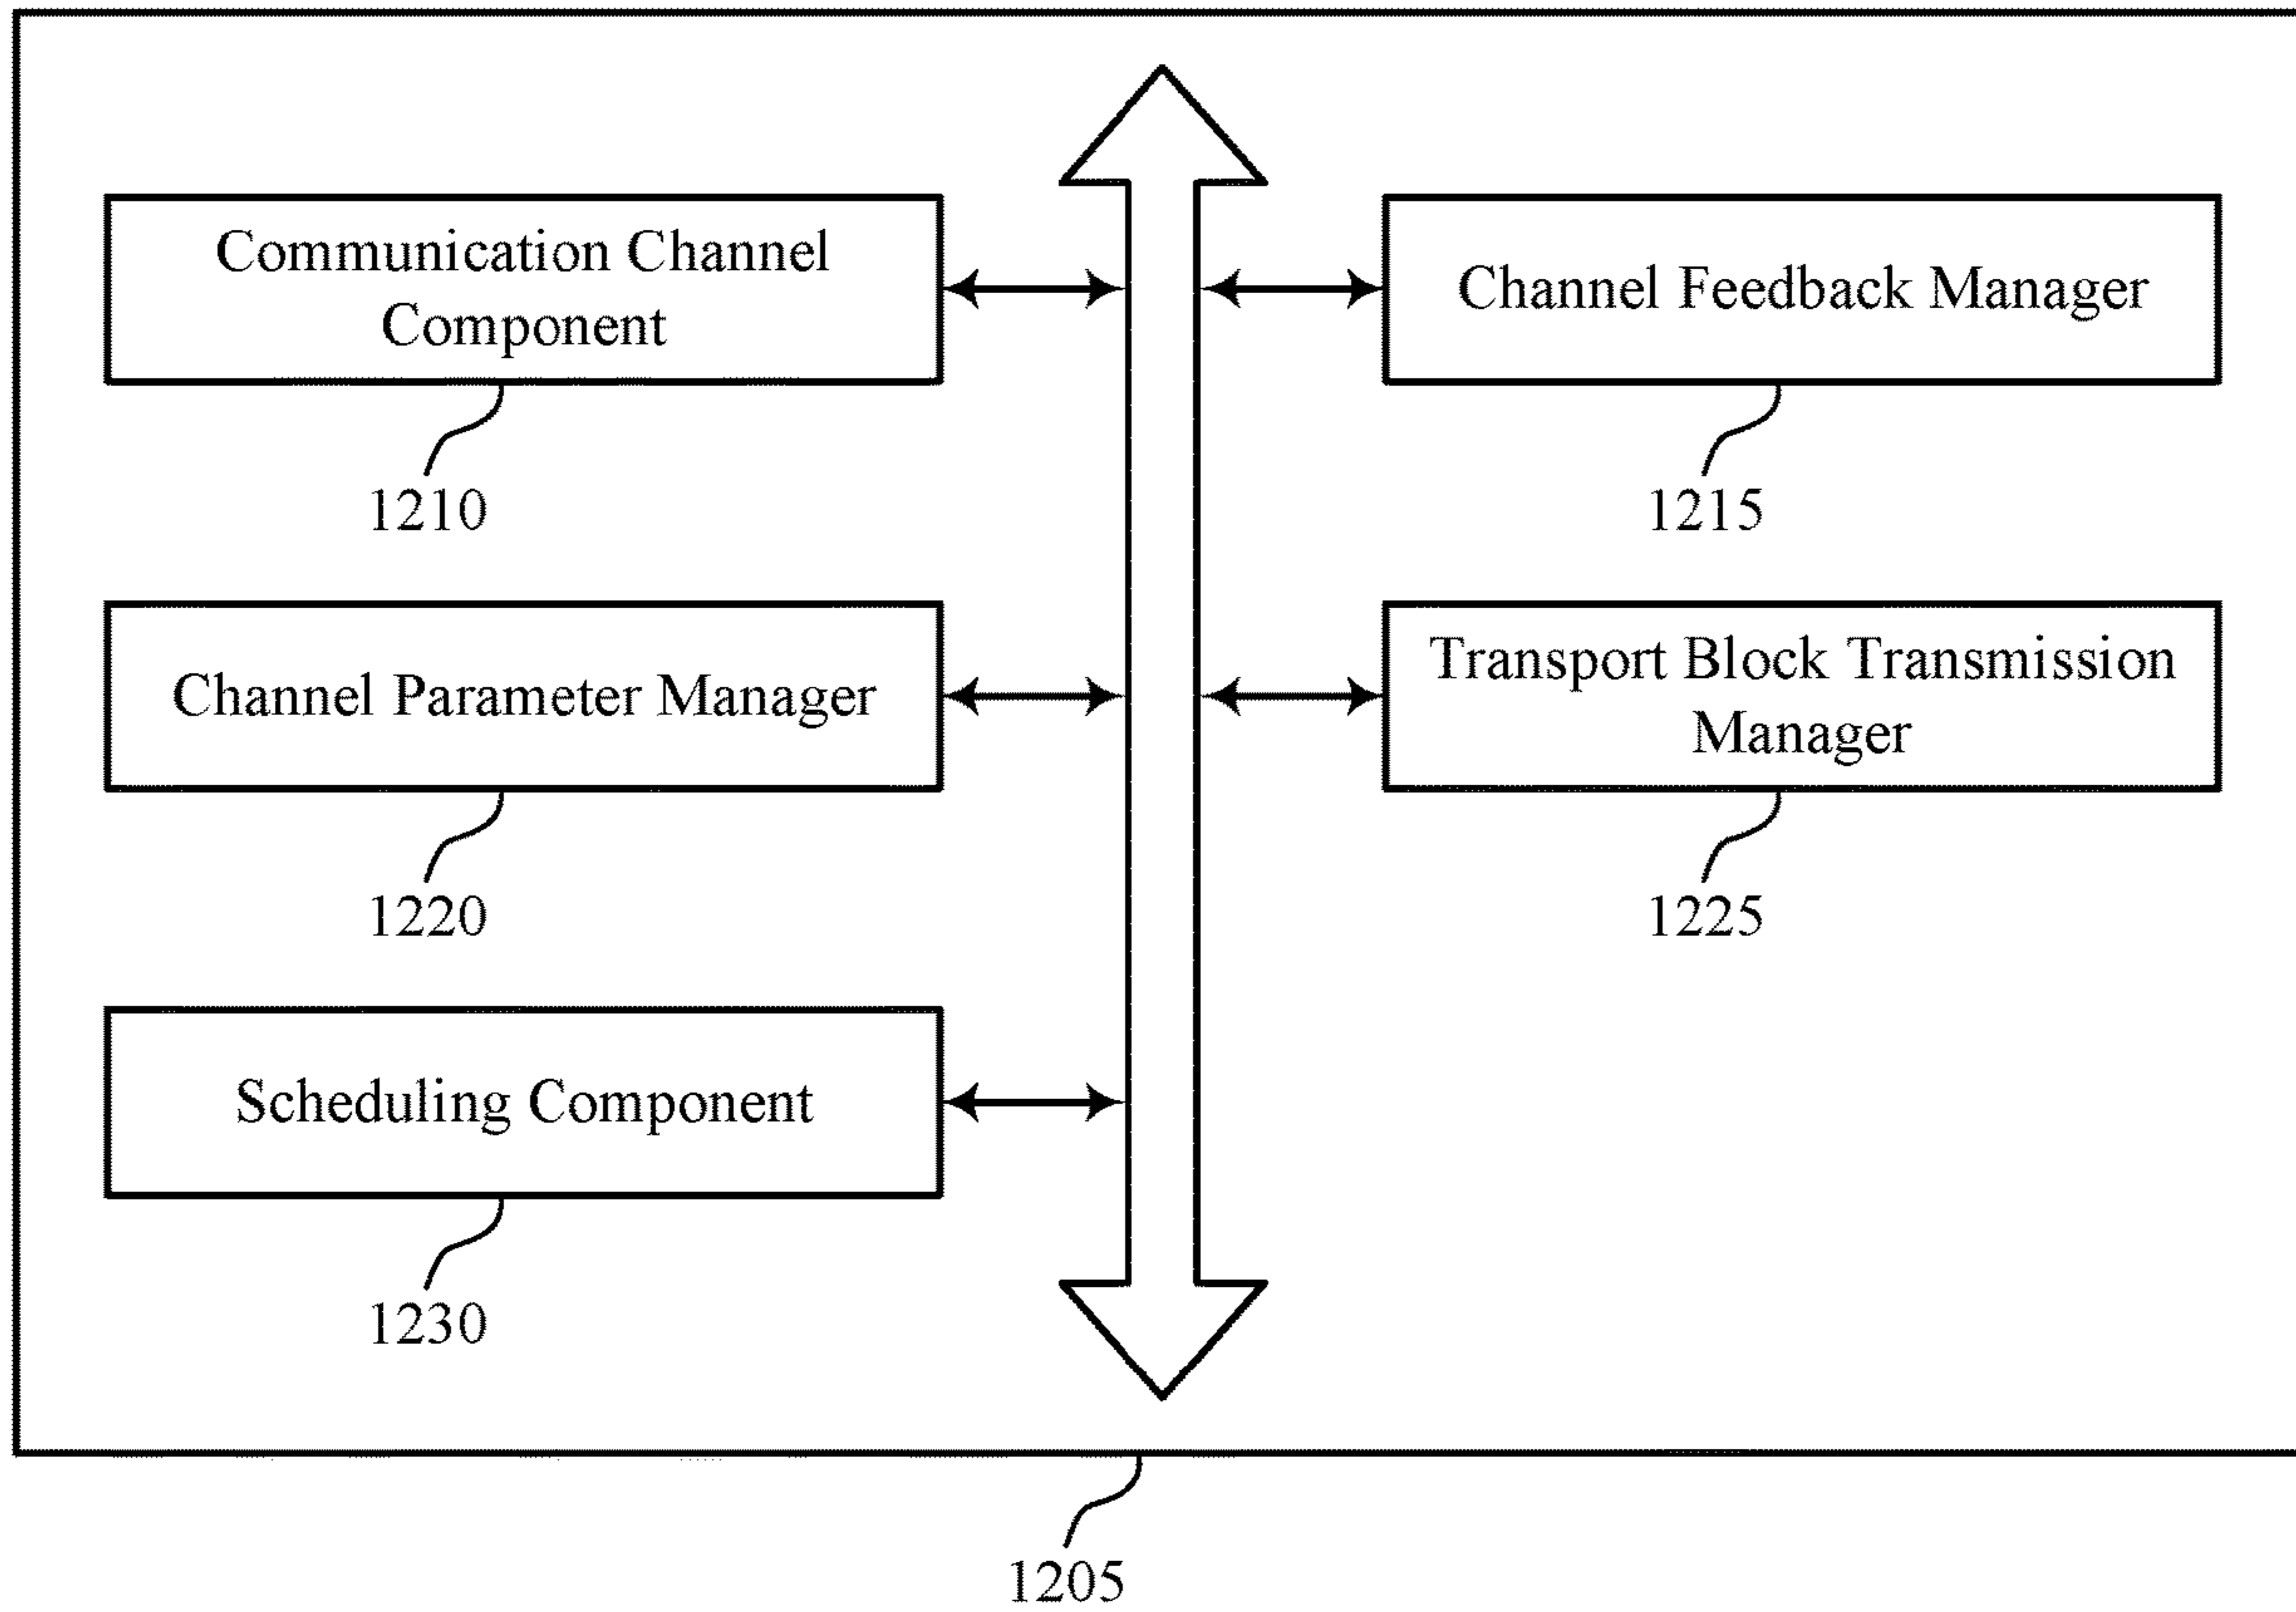 Communication Channel
Component
1210
Channel Feedback Manager
1215
Channel Parameter Manager
1220
Transport Block Transmission
Manager
1225
Scheduling Component
1230
1205